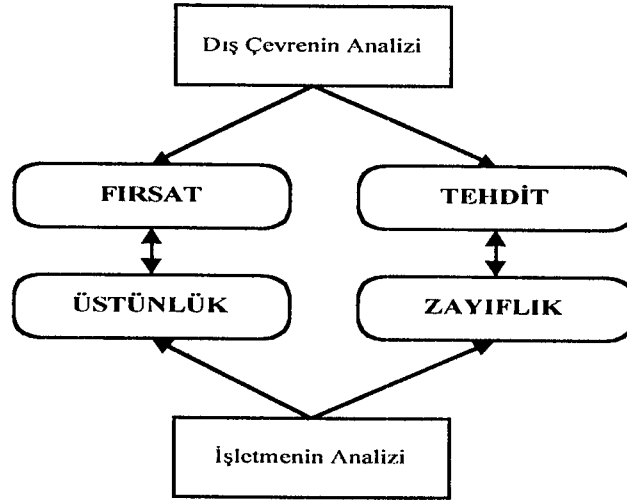 Dış Çevrenin Analizi
FIRSAT
TEHDİT
ÜSTÜNLÜK
ZAYIFLIK
İşletmenin Analizi